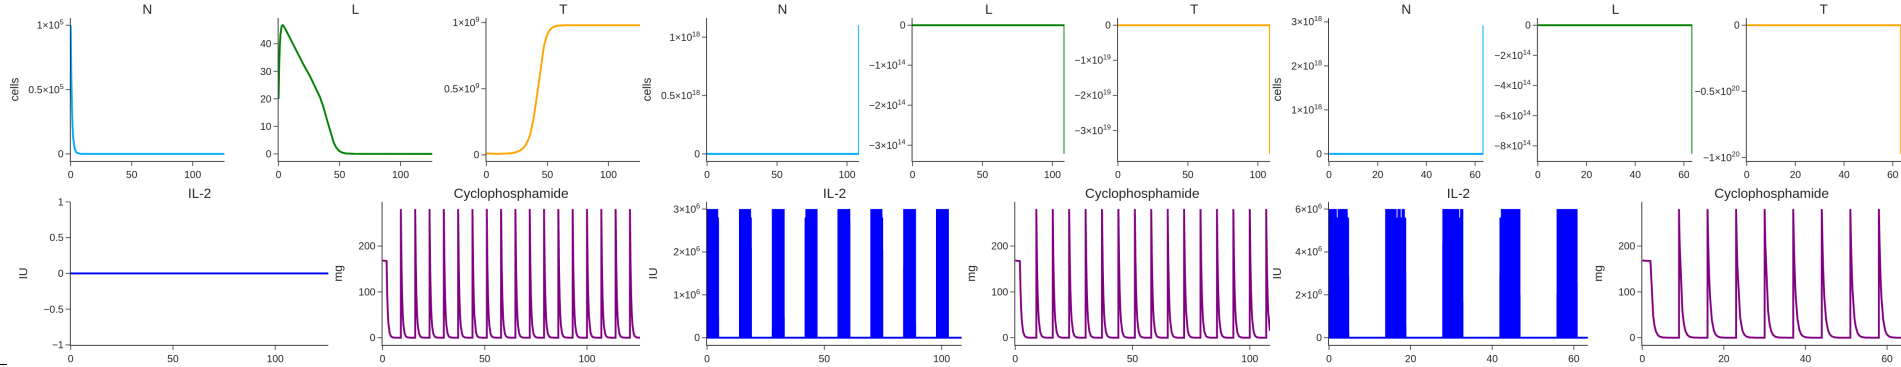 N L T N L T N L T
1×10⁵ 1×10⁹ 3×10¹⁸
0 0 0 0
40 1×10¹⁸ −2×10¹⁴
−1×10¹⁴ −1×10¹⁹ 2×10¹⁸
30 −4×10¹⁴
cells 0.5×10⁵ 0.5×10⁹ cells 0.5×10¹⁸ −2×10¹⁹ cells −0.5×10²⁰
20 −2×10¹⁴ 1×10¹⁸ −6×10¹⁴
10 −3×10¹⁹
−3×10¹⁴ −8×10¹⁴
0 0 0 0 0 −1×10²⁰
0 50 100 0 50 100 0 50 100 0 50 100 0 50 100 0 50 100 0 20 40 60 0 20 40 60 0 20 40 60
IL-2 Cyclophosphamide IL-2 Cyclophosphamide IL-2 Cyclophosphamide
1 3×10⁶ 6×10⁶
200 200 200
0.5 2×10⁶ 4×10⁶
IU 0 mg 100 IU 1×10⁶ mg 100 IU 2×10⁶ mg 100
−0.5
0 0 0 0 0
−1
0 50 100 0 50 100 0 50 100 0 50 100 0 20 40 60 0 20 40 60